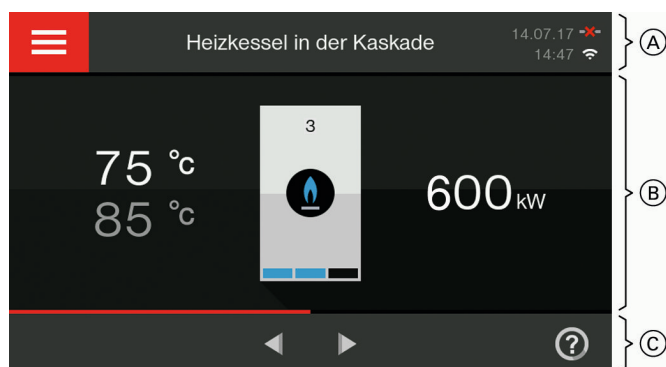 Heizkessel in der Kaskade
14.07.17
14:47
A
3
75 °C
85 °C
600 kW
B
?
C